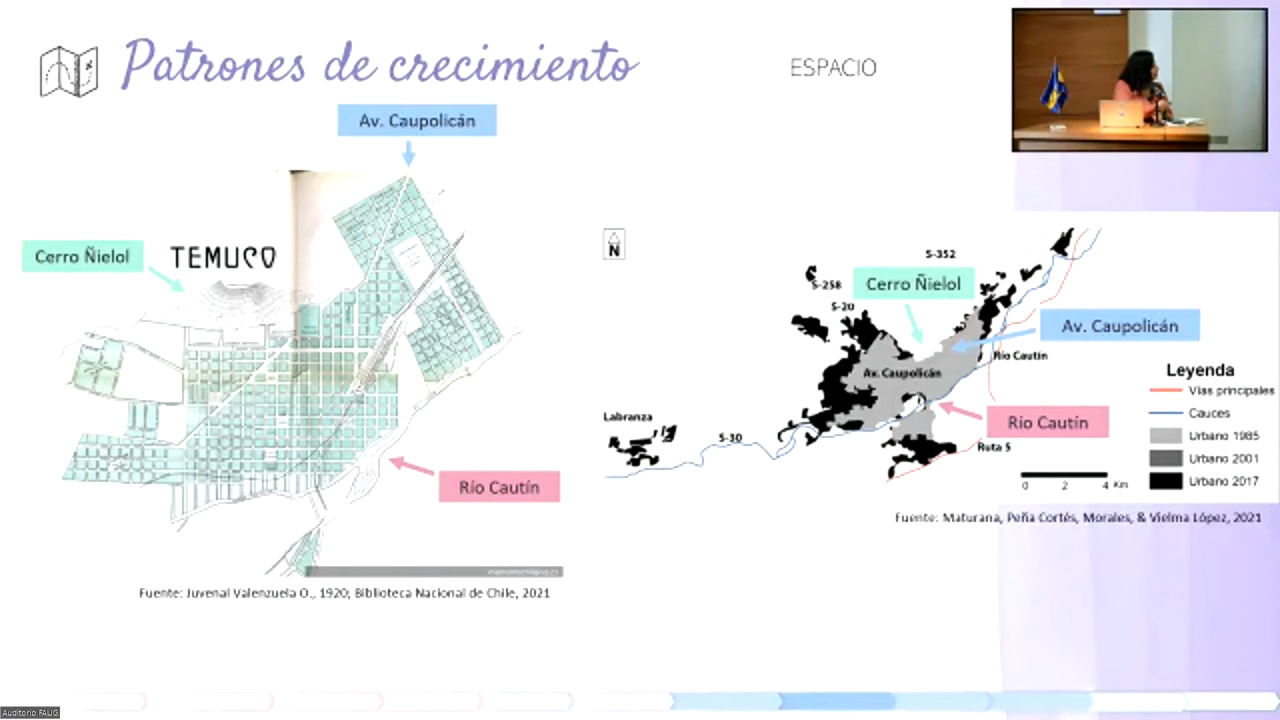 Patrones de crecimiento
ESPACIO
Av. Caupolicán
Cerro Ñielol
TEMUCO
Río Cautín
Fuente: Juvenal Valenzuela O., 1920; Biblioteca Nacional de Chile, 2021
N
S-352
S-258
Cerro Ñielol
S-20
Av. Caupolicán
Río Cautín
Av. Caupolicán
Labranza
Río Cautín
S-30
Ruta 5
Leyenda
Vías principales
Cauces
Urbano 1985
Urbano 2001
Urbano 2017
0 2 4 Km
Fuente: Maturana, Peña Cortés, Morales, & Vielma López, 2021
Auditorio FAUG